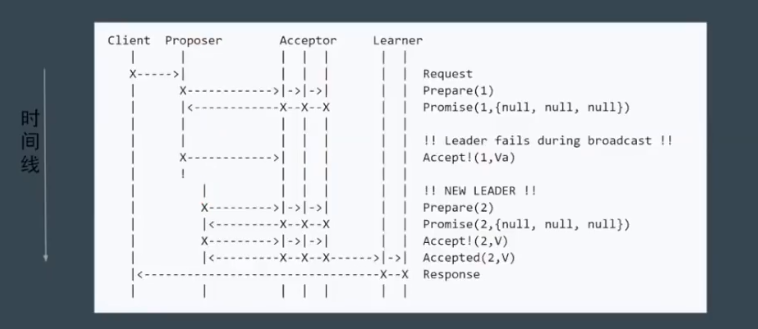 时间线
Client Proposer Acceptor Learner
| | | | | | |
X----->| | | | | | Request
| X------------>|->|->| | | Prepare(1)
| |<------------X--X--X | | Promise(1,{null, null, null})
| | | | | | |
| | | | | | | !! Leader fails during broadcast !!
| X------------>| | | | | Accept!(1,Va)
| ! | | | | |
| | | | | | | !! NEW LEADER !!
| X--------->|->|->| | | Prepare(2)
| |<---------X--X--X | | Promise(2,{null, null, null})
| X--------->|->|->| | | Accept!(2,V)
| |<---------X--X--X------>|->| Accepted(2,V)
|<---------------------------------X--X Response
| | | | | | |